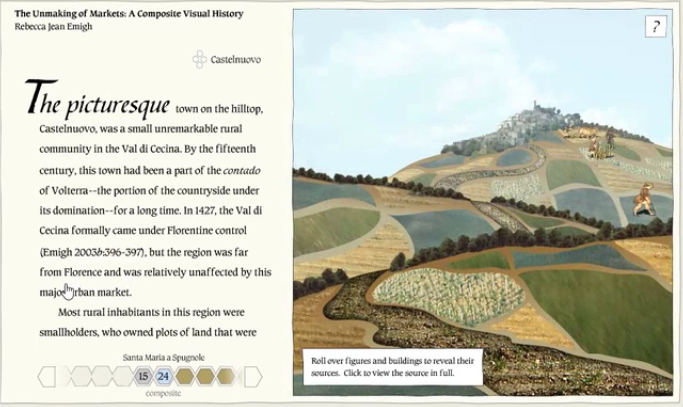 The Unmaking of Markets: A Composite Visual History
Rebecca Jean Emigh
Castelnuovo
The picturesque town on the hilltop,
Castelnuovo, was a small unremarkable rural
community in the Val di Cecina. By the fifteenth
century, this town had been a part of the contado
of Volterra--the portion of the countryside under
its domination--for a long time. In 1427, the Val di
Cecina formally came under Florentine control
(Emigh 2003b:396-397), but the region was far
from Florence and was relatively unaffected by this
major urban market.
Most rural inhabitants in this region were
smallholders, who owned plots of land that were
Santa Maria a Spugnole
15 24
composite
?
Roll over figures and buildings to reveal their
sources. Click to view the source in full.